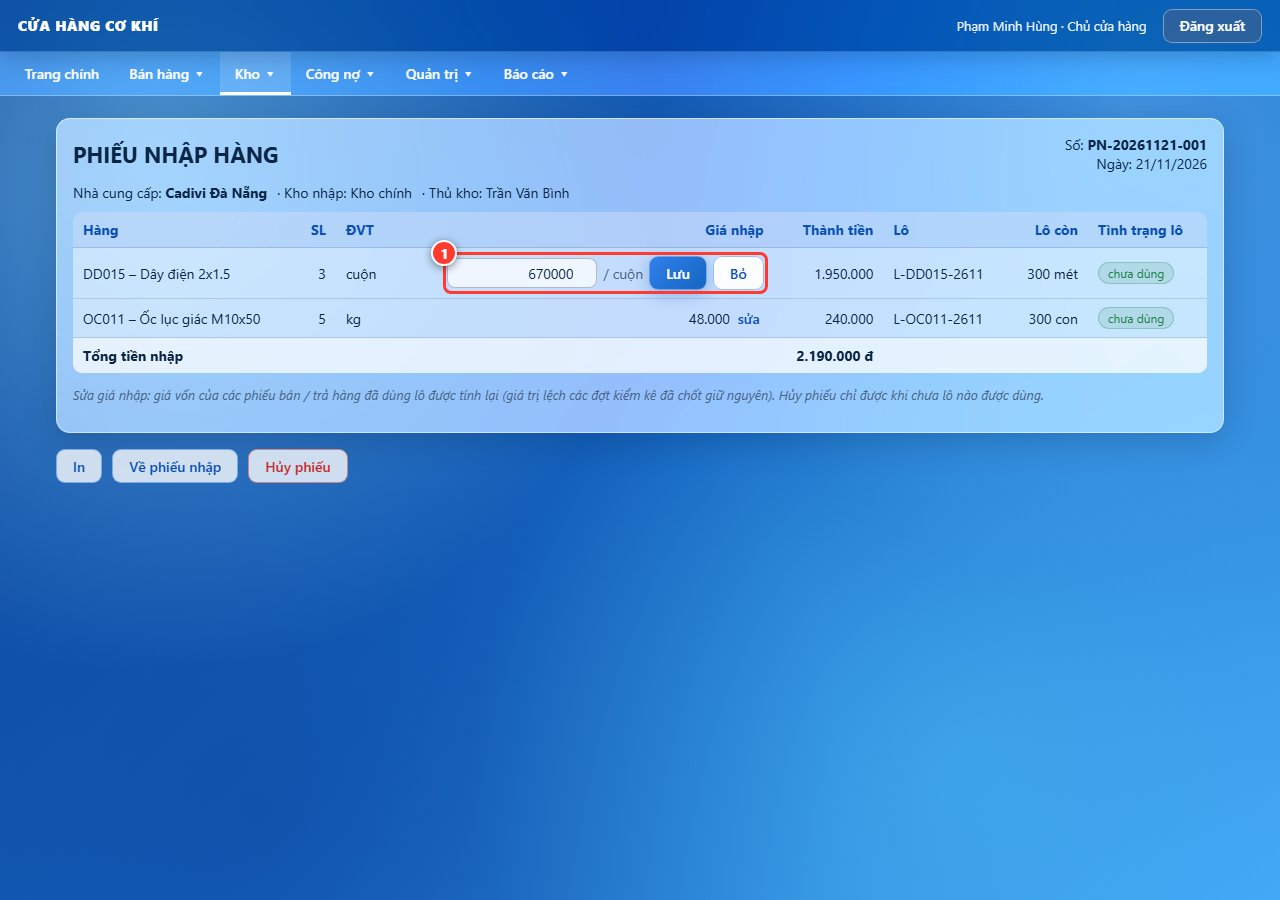 CỬA HÀNG CƠ KHÍ
Phạm Minh Hùng · Chủ cửa hàng
Đăng xuất
Trang chính Bán hàng ▼ Kho ▼ Công nợ ▼ Quản trị ▼ Báo cáo ▼
PHIẾU NHẬP HÀNG
Số: PN-20261121-001
Ngày: 21/11/2026
Nhà cung cấp: Cadivi Đà Nẵng · Kho nhập: Kho chính · Thủ kho: Trần Văn Bình
Hàng SL ĐVT Giá nhập Thành tiền Lô Lô còn Tình trạng lô
1
DD015 – Dây điện 2x1.5 3 cuộn 670000 / cuộn Lưu Bỏ 1.950.000 L-DD015-2611 300 mét chưa dùng
OC011 – Ốc lục giác M10x50 5 kg 48.000 sửa 240.000 L-OC011-2611 300 con chưa dùng
Tổng tiền nhập 2.190.000 đ
Sửa giá nhập: giá vốn của các phiếu bán / trả hàng đã dùng lô được tính lại (giá trị lệch các đợt kiểm kê đã chốt giữ nguyên). Hủy phiếu chỉ được khi chưa lô nào được dùng.
In Về phiếu nhập Hủy phiếu